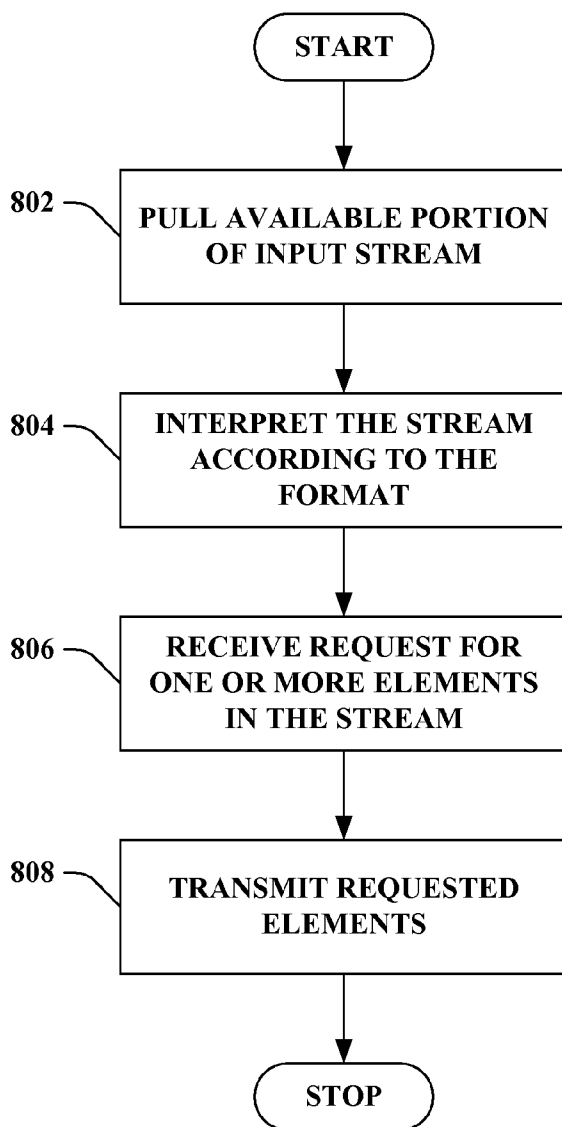 START
802
PULL AVAILABLE PORTION
OF INPUT STREAM
804
INTERPRET THE STREAM
ACCORDING TO THE
FORMAT
806
RECEIVE REQUEST FOR
ONE OR MORE ELEMENTS
IN THE STREAM
808
TRANSMIT REQUESTED
ELEMENTS
STOP